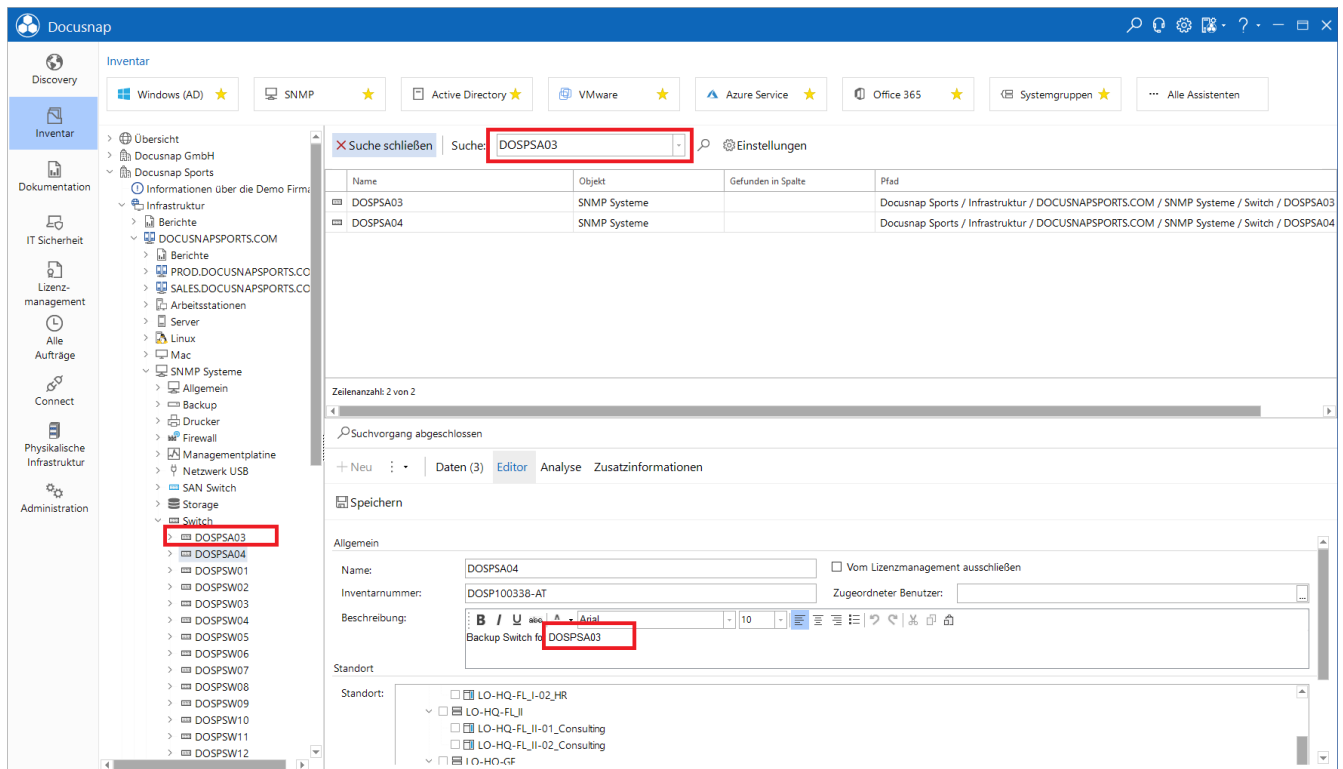 Docusnap
?
Discovery
Inventar
Dokumentation
IT Sicherheit
Lizenz-
management
Alle
Aufträge
Connect
Physikalische
Infrastruktur
Administration
Inventar
Windows (AD) SNMP Active Directory VMware Azure Service Office 365 Systemgruppen ··· Alle Assistenten
Übersicht
Docusnap GmbH
Docusnap Sports
Informationen über die Demo Firma
Infrastruktur
Berichte
DOCUSNAPSPORTS.COM
Berichte
PROD.DOCUSNAPSPORTS.CO
SALES.DOCUSNAPSPORTS.CO
Arbeitsstationen
Server
Linux
Mac
SNMP Systeme
Allgemein
Backup
Drucker
Firewall
Managementplatine
Netzwerk USB
SAN Switch
Storage
Switch
DOSPSA03
DOSPSA04
DOSPSW01
DOSPSW02
DOSPSW03
DOSPSW04
DOSPSW05
DOSPSW06
DOSPSW07
DOSPSW08
DOSPSW09
DOSPSW10
DOSPSW11
DOSPSW12
Suche schließen Suche: DOSPSA03 Einstellungen
Name Objekt Gefunden in Spalte Pfad
DOSPSA03 SNMP Systeme Docusnap Sports / Infrastruktur / DOCUSNAPSPORTS.COM / SNMP Systeme / Switch / DOSPSA03
DOSPSA04 SNMP Systeme Docusnap Sports / Infrastruktur / DOCUSNAPSPORTS.COM / SNMP Systeme / Switch / DOSPSA04
Zeilenanzahl: 2 von 2
Suchvorgang abgeschlossen
Neu Daten (3) Editor Analyse Zusatzinformationen
Speichern
Allgemein
Name: DOSPSA04 Vom Lizenzmanagement ausschließen
Inventarnummer: DOSP100338-AT Zugeordneter Benutzer: ...
Beschreibung: B I U abc A Arial 10
Backup Switch fo DOSPSA03
Standort
Standort: LO-HQ-FL_I-02_HR
LO-HQ-FL_II
LO-HQ-FL_II-01_Consulting
LO-HQ-FL_II-02_Consulting
LO-HQ-GF